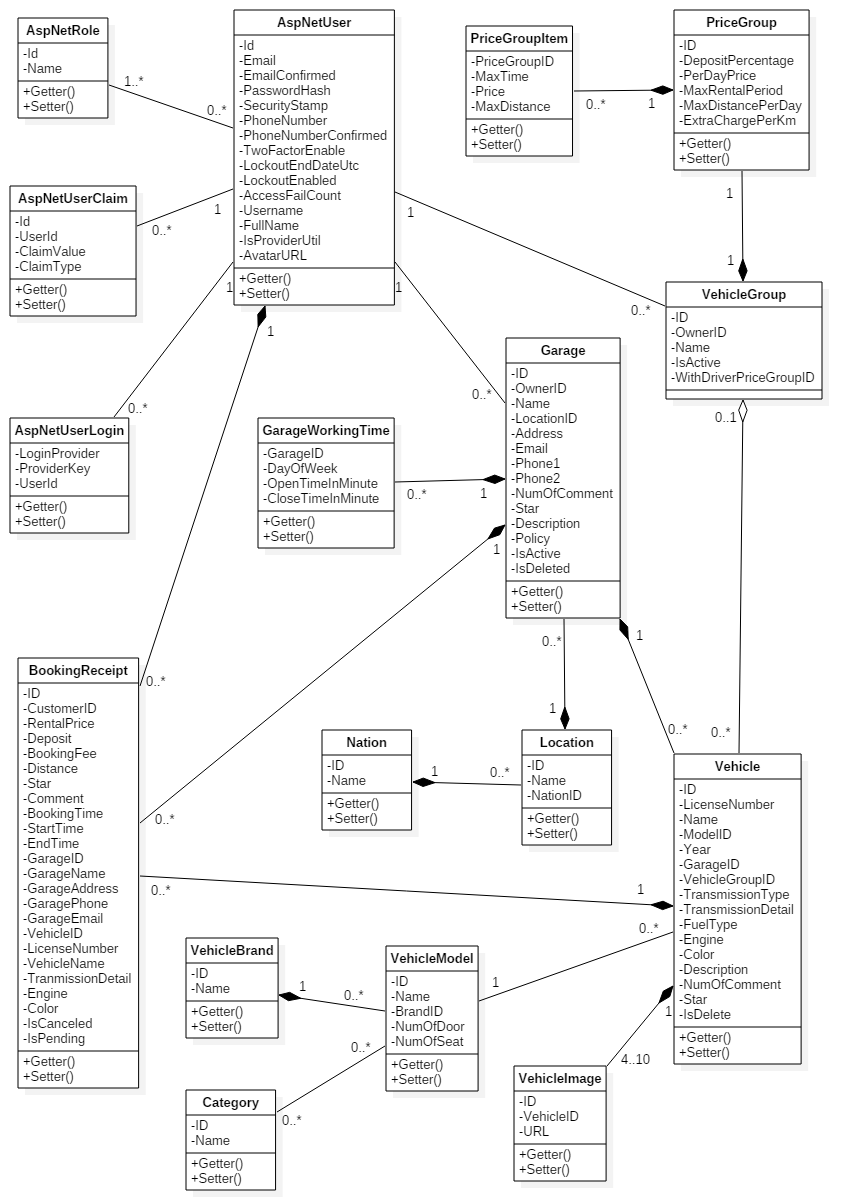 AspNetRole
-Id
-Name
+Getter()
+Setter()
1..*
0..*
AspNetUser
-Id
-Email
-EmailConfirmed
-PasswordHash
-SecurityStamp
-PhoneNumber
-PhoneNumberConfirmed
-TwoFactorEnable
-LockoutEndDateUtc
-LockoutEnabled
-AccessFailCount
-Username
-FullName
-IsProviderUtil
-AvatarURL
+Getter()
+Setter()
PriceGroupItem
-PriceGroupID
-MaxTime
-Price
-MaxDistance
+Getter()
+Setter()
0..*
1
PriceGroup
-ID
-DepositPercentage
-PerDayPrice
-MaxRentalPeriod
-MaxDistancePerDay
-ExtraChargePerKm
+Getter()
+Setter()
1
1
AspNetUserClaim
-Id
-UserId
-ClaimValue
-ClaimType
+Getter()
+Setter()
1
0..*
1
0..*
VehicleGroup
-ID
-OwnerID
-Name
-IsActive
-WithDriverPriceGroupID
0..1
0..*
1
0..*
1
0..*
1
0..*
AspNetUserLogin
-LoginProvider
-ProviderKey
-UserId
+Getter()
+Setter()
GarageWorkingTime
-GarageID
-DayOfWeek
-OpenTimeInMinute
-CloseTimeInMinute
+Getter()
+Setter()
0..*
1
Garage
-ID
-OwnerID
-Name
-LocationID
-Address
-Email
-Phone1
-Phone2
-NumOfComment
-Star
-Description
-Policy
-IsActive
-IsDeleted
+Getter()
+Setter()
1
0..*
0..*
1
1
0..*
BookingReceipt
-ID
-CustomerID
-RentalPrice
-Deposit
-BookingFee
-Distance
-Star
-Comment
-BookingTime
-StartTime
-EndTime
-GarageID
-GarageName
-GarageAddress
-GaragePhone
-GarageEmail
-VehicleID
-LicenseNumber
-VehicleName
-TranmissionDetail
-Engine
-Color
-IsCanceled
-IsPending
+Getter()
+Setter()
Nation
-ID
-Name
+Getter()
+Setter()
1
0..*
Location
-ID
-Name
-NationID
+Getter()
+Setter()
Vehicle
-ID
-LicenseNumber
-Name
-ModelID
-Year
-GarageID
-VehicleGroupID
-TransmissionType
-TransmissionDetail
-FuelType
-Engine
-Color
-Description
-NumOfComment
-Star
-IsDelete
+Getter()
+Setter()
0..*
1
0..*
1
1
4..10
VehicleBrand
-ID
-Name
+Getter()
+Setter()
1
0..*
VehicleModel
-ID
-Name
-BrandID
-NumOfDoor
-NumOfSeat
+Getter()
+Setter()
0..*
0..*
Category
-ID
-Name
+Getter()
+Setter()
VehicleImage
-ID
-VehicleID
-URL
+Getter()
+Setter()